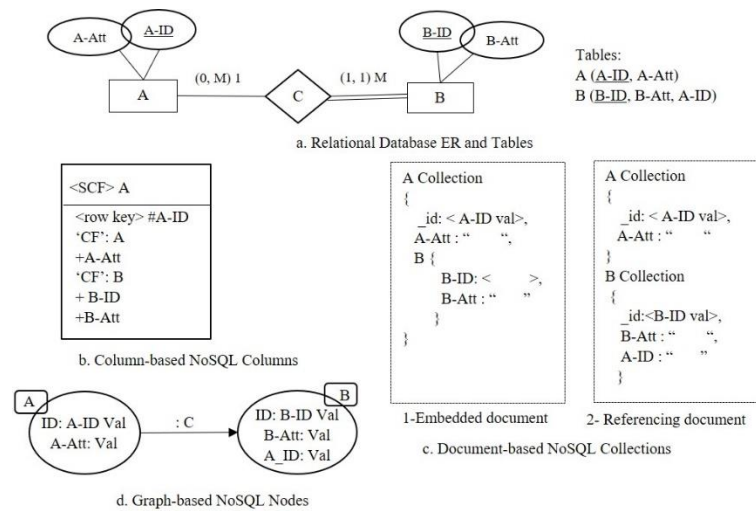 A-Att
A-ID
B-ID
B-Att
A
(0, M) 1
C
(1, 1) M
B
Tables:
A (A-ID, A-Att)
B (B-ID, B-Att, A-ID)
a. Relational Database ER and Tables
<SCF> A
<row key> #A-ID
‘CF’: A
+A-Att
‘CF’: B
+ B-ID
+B-Att
b. Column-based NoSQL Columns
A Collection
{
_id: < A-ID val>,
A-Att : “ “,
B {
B-ID: < >,
B-Att : “ ”
}
}
1-Embedded document
A Collection
{
_id: < A-ID val>,
A-Att : “ “
}
B Collection
{
_id:<B-ID val>,
B-Att : “ “,
A-ID : “ ”
}
2- Referencing document
c. Document-based NoSQL Collections
A
ID: A-ID Val
A-Att: Val
: C
B
ID: B-ID Val
B-Att: Val
A_ID: Val
d. Graph-based NoSQL Nodes